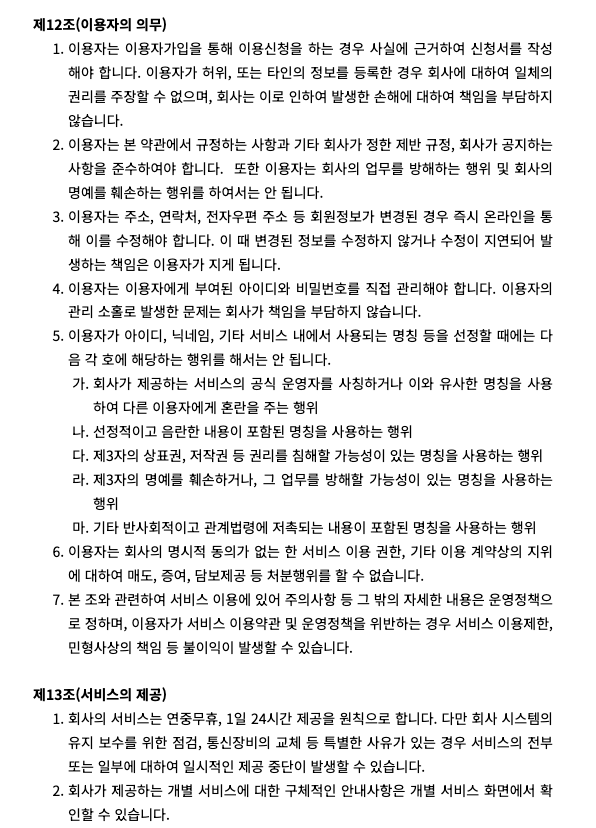 제12조(이용자의 의무)
1. 이용자는 이용자가입을 통해 이용신청을 하는 경우 사실에 근거하여 신청서를 작성
해야 합니다. 이용자가 허위, 또는 타인의 정보를 등록한 경우 회사에 대하여 일체의
권리를 주장할 수 없으며, 회사는 이로 인하여 발생한 손해에 대하여 책임을 부담하지
않습니다.
2. 이용자는 본 약관에서 규정하는 사항과 기타 회사가 정한 제반 규정, 회사가 공지하는
사항을 준수하여야 합니다.  또한 이용자는 회사의 업무를 방해하는 행위 및 회사의
명예를 훼손하는 행위를 하여서는 안 됩니다.
3. 이용자는 주소, 연락처, 전자우편 주소 등 회원정보가 변경된 경우 즉시 온라인을 통
해 이를 수정해야 합니다. 이 때 변경된 정보를 수정하지 않거나 수정이 지연되어 발
생하는 책임은 이용자가 지게 됩니다.
4. 이용자는 이용자에게 부여된 아이디와 비밀번호를 직접 관리해야 합니다. 이용자의
관리 소홀로 발생한 문제는 회사가 책임을 부담하지 않습니다.
5. 이용자가 아이디, 닉네임, 기타 서비스 내에서 사용되는 명칭 등을 선정할 때에는 다
음 각 호에 해당하는 행위를 해서는 안 됩니다.
가. 회사가 제공하는 서비스의 공식 운영자를 사칭하거나 이와 유사한 명칭을 사용
하여 다른 이용자에게 혼란을 주는 행위
나. 선정적이고 음란한 내용이 포함된 명칭을 사용하는 행위
다. 제3자의 상표권, 저작권 등 권리를 침해할 가능성이 있는 명칭을 사용하는 행위
라. 제3자의 명예를 훼손하거나, 그 업무를 방해할 가능성이 있는 명칭을 사용하는
행위
마. 기타 반사회적이고 관계법령에 저촉되는 내용이 포함된 명칭을 사용하는 행위
6. 이용자는 회사의 명시적 동의가 없는 한 서비스 이용 권한, 기타 이용 계약상의 지위
에 대하여 매도, 증여, 담보제공 등 처분행위를 할 수 없습니다.
7. 본 조와 관련하여 서비스 이용에 있어 주의사항 등 그 밖의 자세한 내용은 운영정책으
로 정하며, 이용자가 서비스 이용약관 및 운영정책을 위반하는 경우 서비스 이용제한,
민형사상의 책임 등 불이익이 발생할 수 있습니다.
제13조(서비스의 제공)
1. 회사의 서비스는 연중무휴, 1일 24시간 제공을 원칙으로 합니다. 다만 회사 시스템의
유지 보수를 위한 점검, 통신장비의 교체 등 특별한 사유가 있는 경우 서비스의 전부
또는 일부에 대하여 일시적인 제공 중단이 발생할 수 있습니다.
2. 회사가 제공하는 개별 서비스에 대한 구체적인 안내사항은 개별 서비스 화면에서 확
인할 수 있습니다.